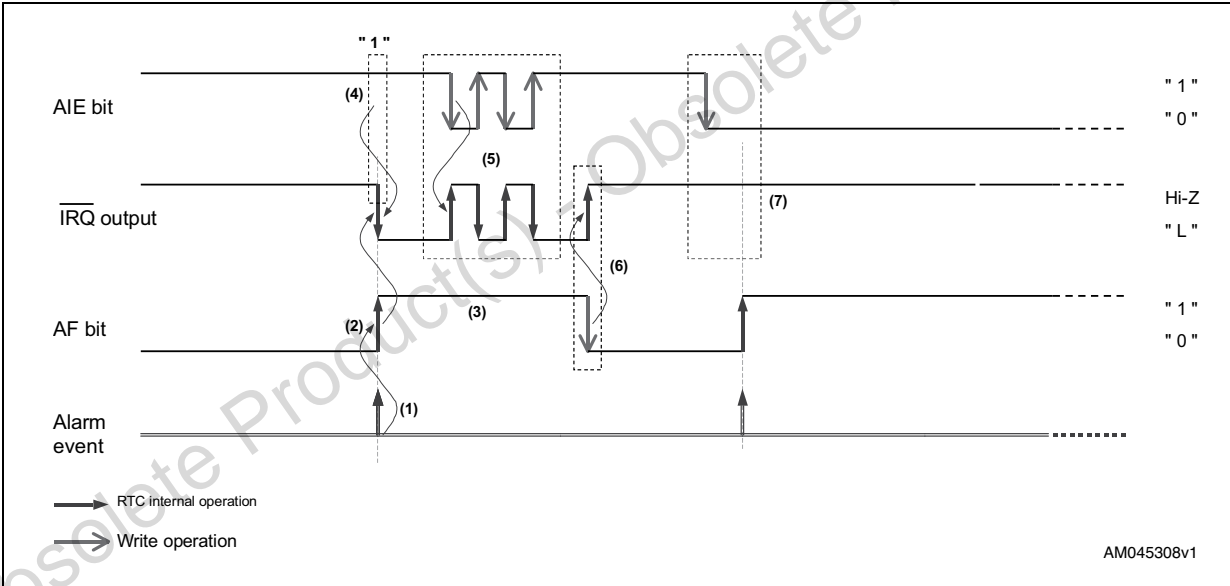 " 1 "
AIE bit
(4)
(5)
" 1 "
" 0 "
IRQ output
(7)
Hi-Z
" L "
(6)
AF bit
(2)
(3)
" 1 "
" 0 "
Alarm
event
(1)
RTC internal operation
Write operation
AM045308v1
Obsolete Product(s) - Obsolete